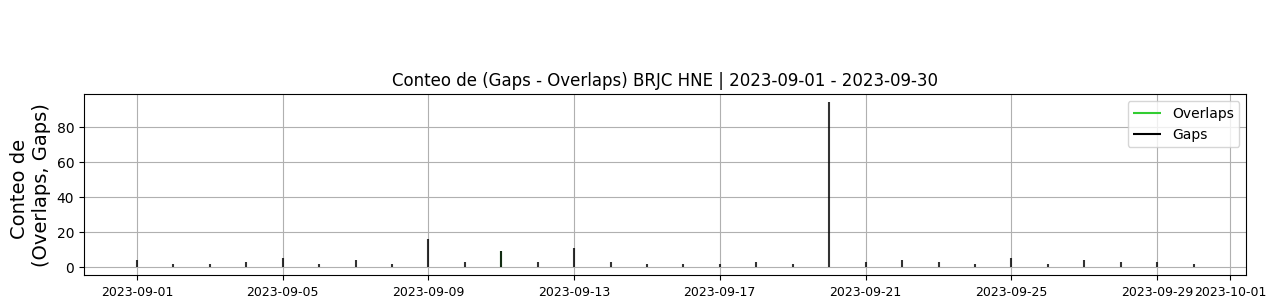 Conteo de (Gaps - Overlaps) BRJC HNE | 2023-09-01 - 2023-09-30
Conteo de
(Overlaps, Gaps)
80
60
40
20
0
Overlaps
Gaps
2023-09-01 2023-09-05 2023-09-09 2023-09-13 2023-09-17 2023-09-21 2023-09-25 2023-09-29 2023-10-01